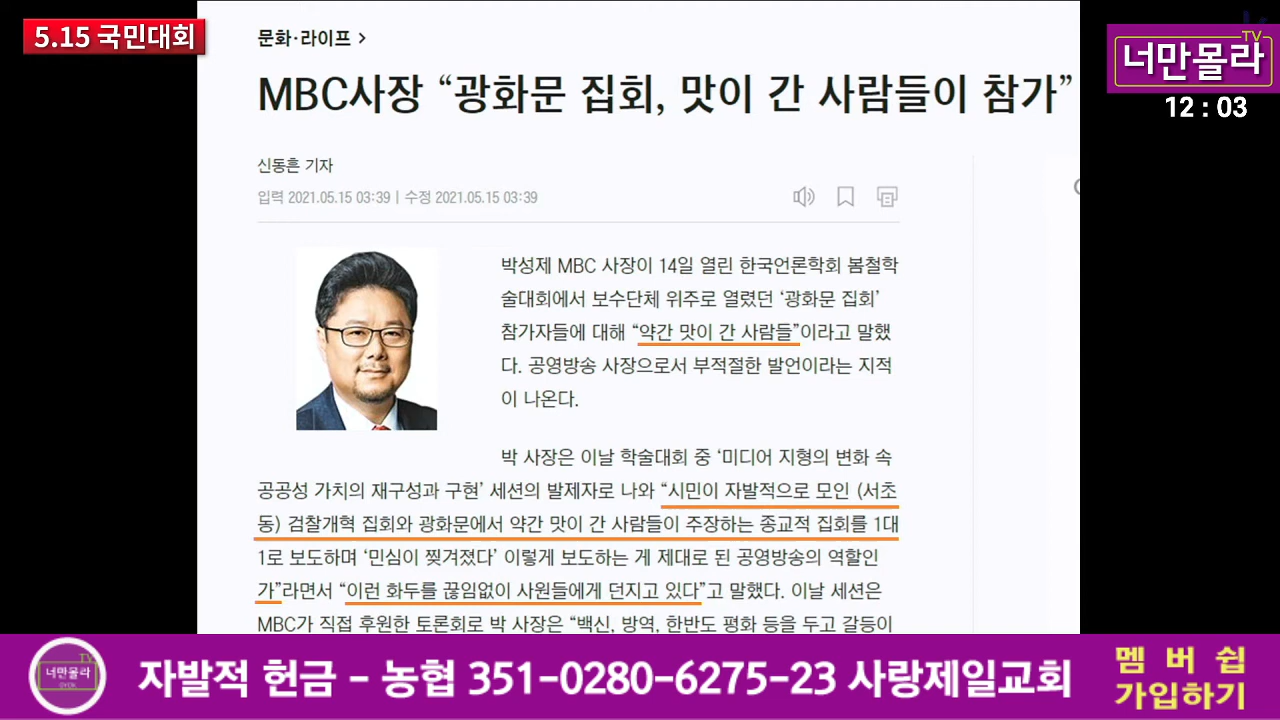 5.15 국민대회
너만몰라
TV
12 : 03
문화·라이프 >
MBC사장 “광화문 집회, 맛이 간 사람들이 참가”
신동흔 기자
입력 2021.05.15 03:39 | 수정 2021.05.15 03:39
박성제 MBC 사장이 14일 열린 한국언론학회 봄철학
술대회에서 보수단체 위주로 열렸던 ‘광화문 집회’
참가자들에 대해 “약간 맛이 간 사람들”이라고 말했
다. 공영방송 사장으로서 부적절한 발언이라는 지적
이 나온다.
박 사장은 이날 학술대회 중 ‘미디어 지형의 변화 속
공공성 가치의 재구성과 구현’ 세션의 발제자로 나와 “시민이 자발적으로 모인 (서초
동) 검찰개혁 집회와 광화문에서 약간 맛이 간 사람들이 주장하는 종교적 집회를 1대
1로 보도하며 ‘민심이 찢겨졌다’ 이렇게 보도하는 게 제대로 된 공영방송의 역할인
가”라면서 “이런 화두를 끊임없이 사원들에게 던지고 있다”고 말했다. 이날 세션은
MBC가 직접 후원한 토론회로 박 사장은 “백신, 방역, 한반도 평화 등을 두고 갈등이
너만몰라
TV
자발적 헌금 - 농협 351-0280-6275-23 사랑제일교회
멤 버 쉽
가입하기